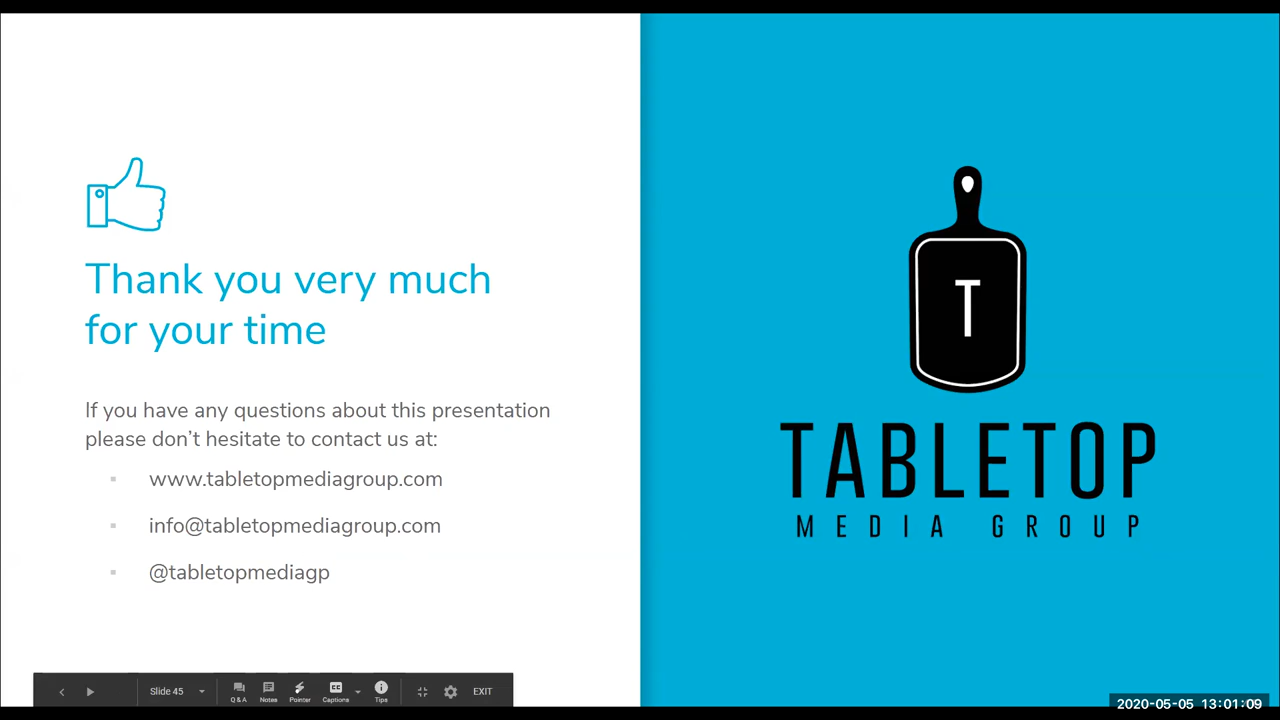 Thank you very much
for your time
If you have any questions about this presentation
please don’t hesitate to contact us at:
www.tabletopmediagroup.com
info@tabletopmediagroup.com
@tabletopmediagp
T
TABLETOP
MEDIA GROUP
Slide 45
Q & A
Notes
Pointer
CC
Captions
Tips
EXIT
2020-05-05 13:01:09